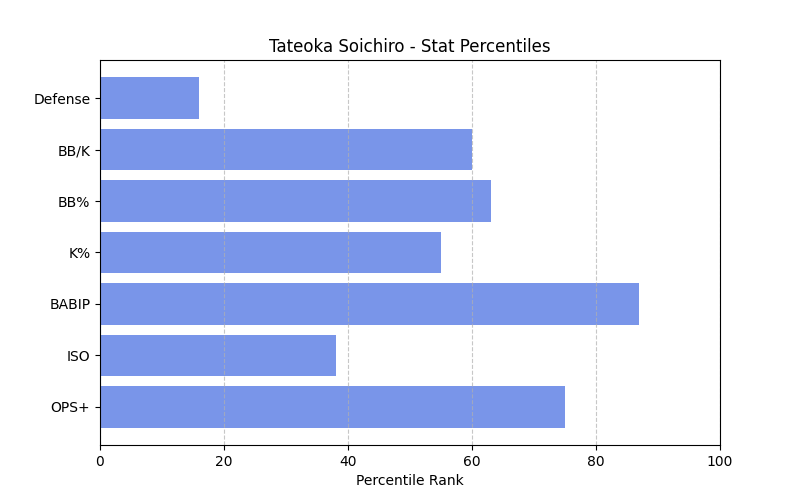 Tateoka Soichiro - Stat Percentiles
Defense
BB/K
BB%
K%
BABIP
ISO
OPS+
0 20 40 60 80 100
Percentile Rank